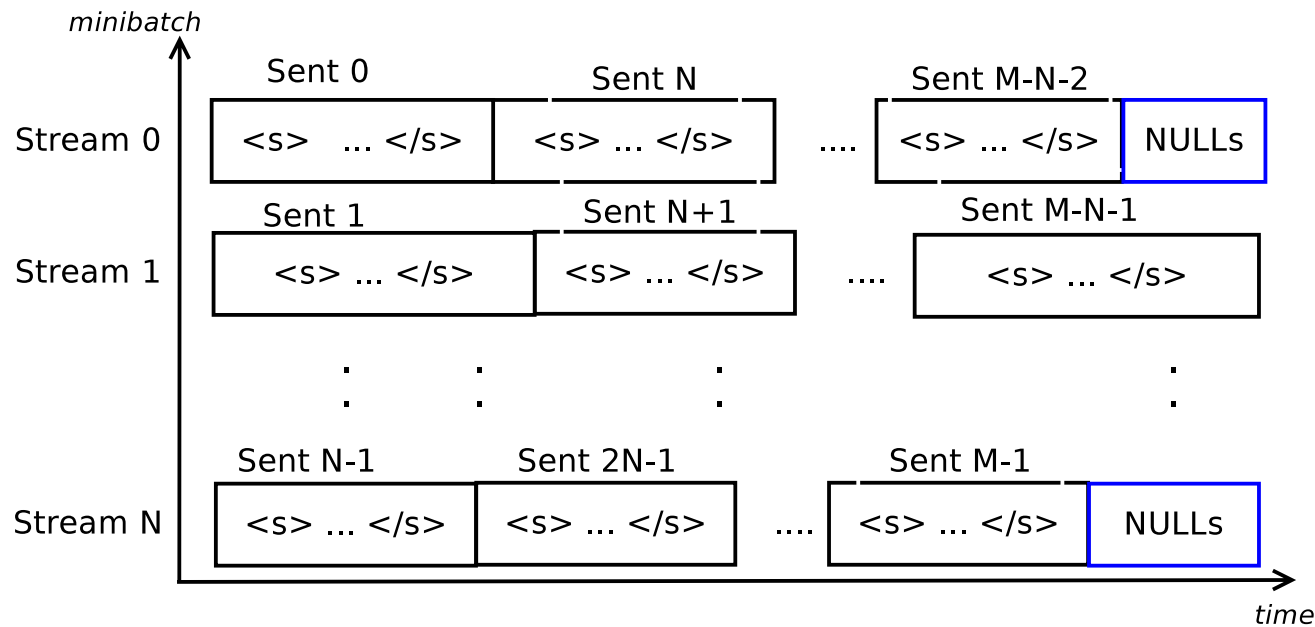 minibatch
Sent 0 Sent N Sent M-N-2
Stream 0 <s> ... </s> <s> ... </s> .... <s> ... </s> NULLs
Sent 1 Sent N+1 Sent M-N-1
Stream 1 <s> ... </s> <s> ... </s> .... <s> ... </s>
. . . .
. . . .
Sent N-1 Sent 2N-1 Sent M-1
Stream N <s> ... </s> <s> ... </s> .... <s> ... </s> NULLs
time